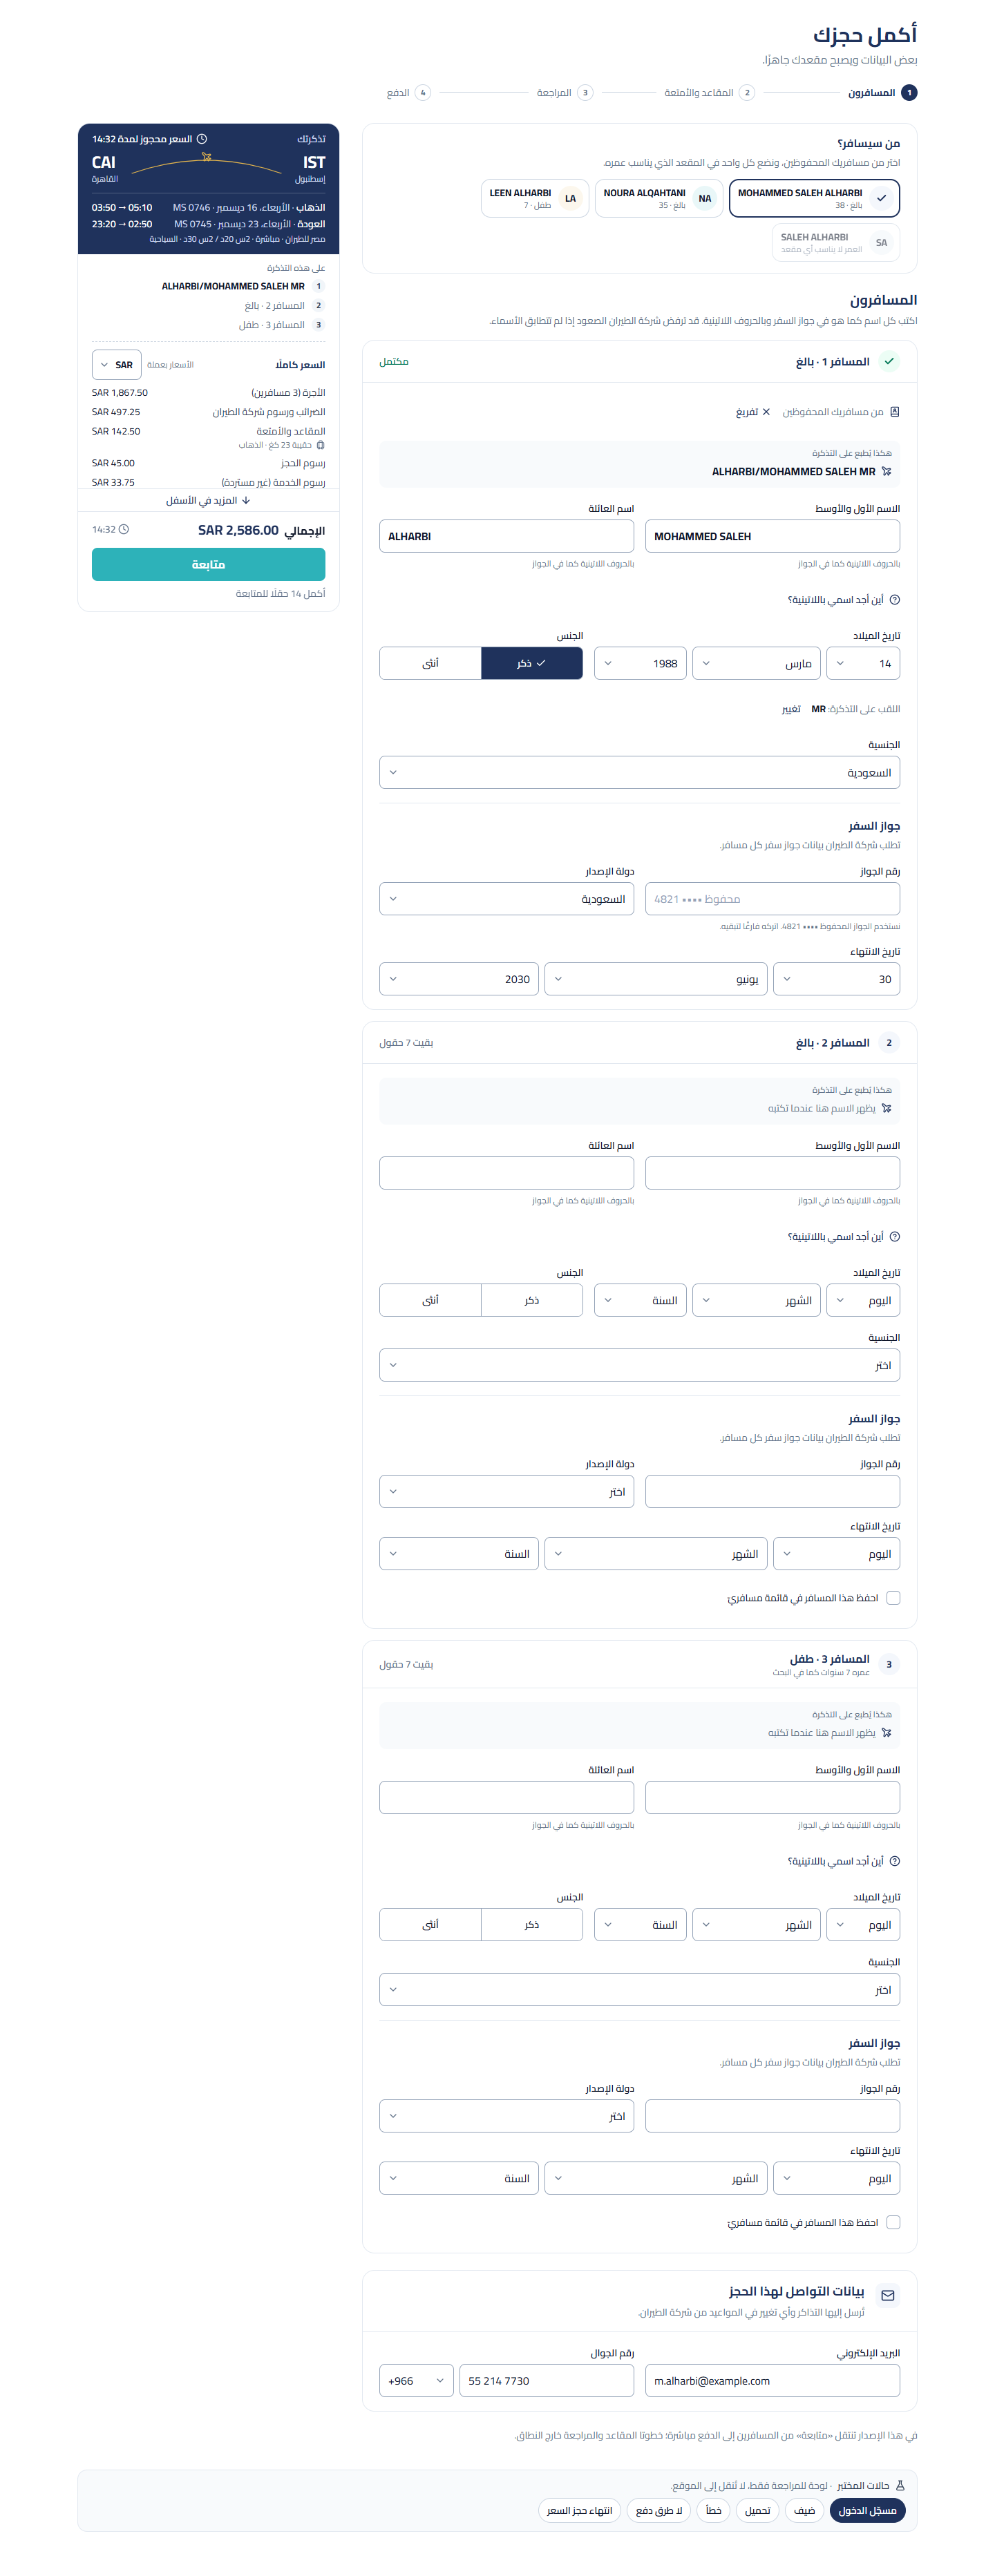 أكمل حجزك
بعض البيانات ويصبح مقعدك جاهزًا.
1 المسافرون
2 المقاعد والأمتعة
3 المراجعة
4 الدفع
من سيسافر؟
اختر من مسافريك المحفوظين، ونضع كل واحد في المقعد الذي يناسب عمره.
MOHAMMED SALEH ALHARBI
بالغ · 38
NA
NOURA ALQAHTANI
بالغ · 35
LA
LEEN ALHARBI
طفل · 7
SA
SALEH ALHARBI
العمر لا يناسب أي مقعد
المسافرون
اكتب كل اسم كما هو في جواز السفر وبالحروف اللاتينية. قد ترفض شركة الطيران الصعود إذا لم تتطابق الأسماء.
المسافر 1 · بالغ
مكتمل
من مسافريك المحفوظين
تفريغ
هكذا يُطبع على التذكرة
ALHARBI/MOHAMMED SALEH MR
الاسم الأول والأوسط
اسم العائلة
MOHAMMED SALEH
ALHARBI
بالحروف اللاتينية كما في الجواز
بالحروف اللاتينية كما في الجواز
أين أجد اسمي باللاتينية؟
تاريخ الميلاد
الجنس
14
مارس
1988
ذكر
أنثى
اللقب على التذكرة: MR
تغيير
الجنسية
السعودية
جواز السفر
تطلب شركة الطيران بيانات جواز سفر كل مسافر.
رقم الجواز
دولة الإصدار
محفوظ •••• 4821
السعودية
نستخدم الجواز المحفوظ •••• 4821. اتركه فارغًا لتبقيه.
تاريخ الانتهاء
30
يونيو
2030
2
المسافر 2 · بالغ
بقيت 7 حقول
هكذا يُطبع على التذكرة
يظهر الاسم هنا عندما تكتبه
الاسم الأول والأوسط
اسم العائلة
بالحروف اللاتينية كما في الجواز
بالحروف اللاتينية كما في الجواز
أين أجد اسمي باللاتينية؟
تاريخ الميلاد
الجنس
اليوم
الشهر
السنة
ذكر
أنثى
الجنسية
اختر
جواز السفر
تطلب شركة الطيران بيانات جواز سفر كل مسافر.
رقم الجواز
دولة الإصدار
اختر
تاريخ الانتهاء
اليوم
الشهر
السنة
احفظ هذا المسافر في قائمة مسافريّ
3
المسافر 3 · طفل
عمره 7 سنوات كما في البحث
بقيت 7 حقول
هكذا يُطبع على التذكرة
يظهر الاسم هنا عندما تكتبه
الاسم الأول والأوسط
اسم العائلة
بالحروف اللاتينية كما في الجواز
بالحروف اللاتينية كما في الجواز
أين أجد اسمي باللاتينية؟
تاريخ الميلاد
الجنس
اليوم
الشهر
السنة
ذكر
أنثى
الجنسية
اختر
جواز السفر
تطلب شركة الطيران بيانات جواز سفر كل مسافر.
رقم الجواز
دولة الإصدار
اختر
تاريخ الانتهاء
اليوم
الشهر
السنة
احفظ هذا المسافر في قائمة مسافريّ
بيانات التواصل لهذا الحجز
تُرسل إليها التذاكر وأي تغيير في المواعيد من شركة الطيران.
البريد الإلكتروني
رقم الجوال
m.alharbi@example.com
55 214 7730
+966
في هذا الإصدار تنتقل «متابعة» من المسافرين إلى الدفع مباشرة؛ خطوتا المقاعد والمراجعة خارج النطاق.
تذكرتك
السعر محجوز لمدة 14:32
IST
CAI
إسطنبول
القاهرة
الذهاب · الأربعاء، 16 ديسمبر · MS 0746
03:50 → 05:10
العودة · الأربعاء، 23 ديسمبر · MS 0745
23:20 → 02:50
مصر للطيران · مباشرة · 2س 20د / 2س 30د · السياحية
على هذه التذكرة
1 ALHARBI/MOHAMMED SALEH MR
2 المسافر 2 · بالغ
3 المسافر 3 · طفل
السعر كاملًا
الأسعار بعملة
SAR
الأجرة (3 مسافرين)
SAR 1,867.50
الضرائب ورسوم شركة الطيران
SAR 497.25
المقاعد والأمتعة
SAR 142.50
حقيبة 23 كغ · الذهاب
رسوم الحجز
SAR 45.00
رسوم الخدمة (غير مستردة)
SAR 33.75
المزيد في الأسفل
الإجمالي SAR 2,586.00
14:32
متابعة
أكمل 14 حقلًا للمتابعة
حالات المختبر · لوحة للمراجعة فقط، لا تُنقل إلى الموقع.
مسجّل الدخول
ضيف
تحميل
خطأ
لا طرق دفع
انتهاء حجز السعر